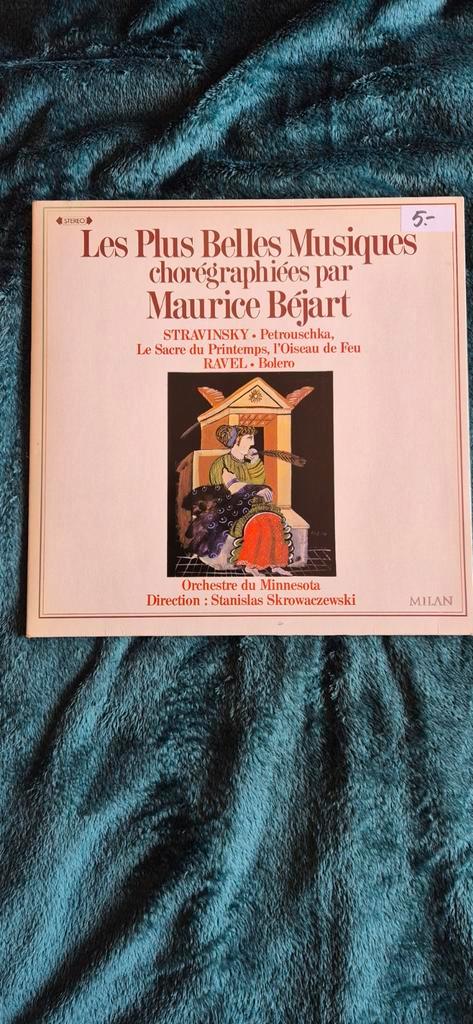 STEREO
5.-
Les Plus Belles Musiques
chorégraphiées par
Maurice Béjart
STRAVINSKY • Petrouschka,
Le Sacre du Printemps, l'Oiseau de Feu
RAVEL • Bolero
Orchestre du Minnesota
Direction : Stanislas Skrowaczewski
MILAN